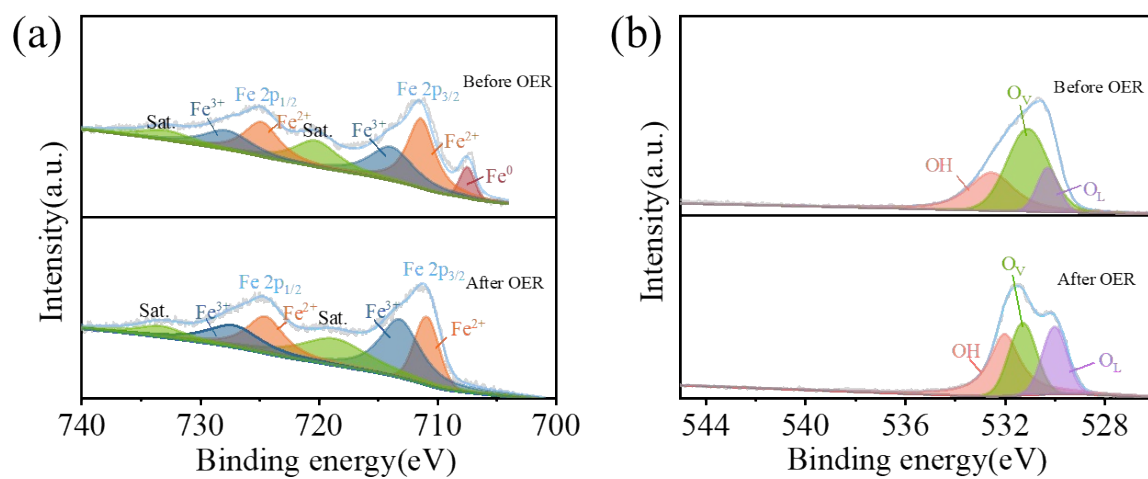 (a)
Intensity(a.u.)
Before OER
Sat.
Fe³⁺
Fe 2p₁/₂
Fe²⁺
Sat.
Fe³⁺
Fe 2p₃/₂
Fe²⁺
Fe⁰
After OER
Sat.
Fe³⁺
Fe 2p₁/₂
Fe²⁺
Sat.
Fe³⁺
Fe 2p₃/₂
Fe²⁺
740 730 720 710 700
Binding energy(eV)
(b)
Intensity(a.u.)
Before OER
OH
Oᵥ
O_L
After OER
OH
Oᵥ
O_L
544 540 536 532 528
Binding energy(eV)